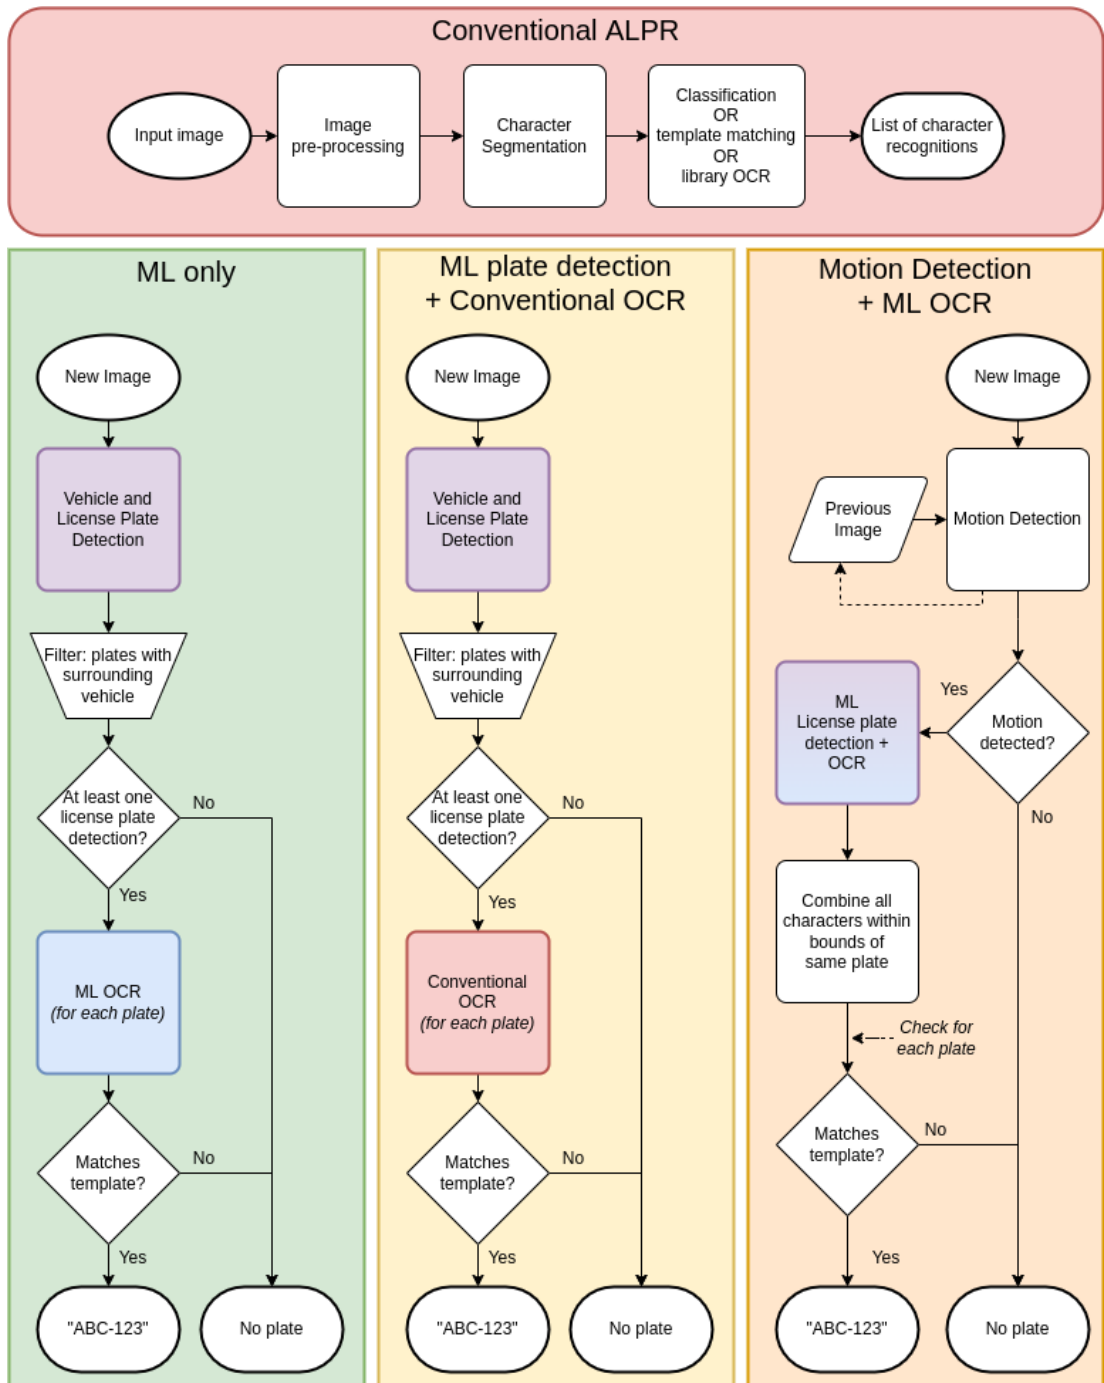 Conventional ALPR
Input image
Image
pre-processing
Character
Segmentation
Classification
OR
template matching
OR
library OCR
List of character
recognitions
ML only
New Image
Vehicle and
License Plate
Detection
Filter: plates with
surrounding
vehicle
At least one
license plate
detection?
No
Yes
ML OCR
(for each plate)
Matches
template?
No
Yes
"ABC-123"
No plate
ML plate detection
+ Conventional OCR
New Image
Vehicle and
License Plate
Detection
Filter: plates with
surrounding
vehicle
At least one
license plate
detection?
No
Yes
Conventional
OCR
(for each plate)
Matches
template?
No
Yes
"ABC-123"
No plate
Motion Detection
+ ML OCR
New Image
Previous
Image
Motion Detection
Motion
detected?
Yes
No
ML
License plate
detection +
OCR
Combine all
characters within
bounds of
same plate
Check for
each plate
Matches
template?
No
Yes
"ABC-123"
No plate